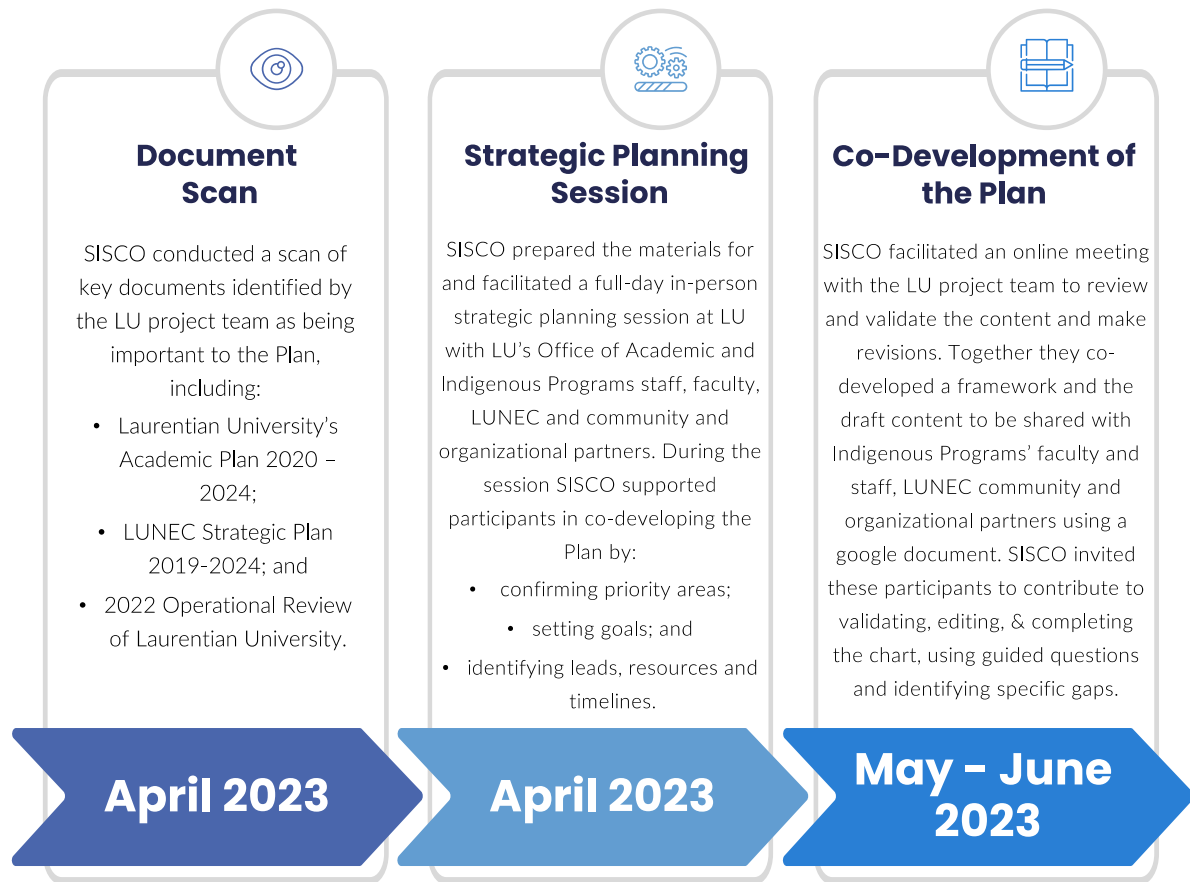 Document
Scan
SISCO conducted a scan of
key documents identified by
the LU project team as being
important to the Plan,
including:
• Laurentian University's
Academic Plan 2020 –
2024;
• LUNEC Strategic Plan
2019-2024; and
• 2022 Operational Review
of Laurentian University.
April 2023
Strategic Planning
Session
SISCO prepared the materials for
and facilitated a full-day in-person
strategic planning session at LU
with LU's Office of Academic and
Indigenous Programs staff, faculty,
LUNEC and community and
organizational partners. During the
session SISCO supported
participants in co-developing the
Plan by:
• confirming priority areas;
• setting goals; and
• identifying leads, resources and
timelines.
April 2023
Co-Development of
the Plan
SISCO facilitated an online meeting
with the LU project team to review
and validate the content and make
revisions. Together they co-
developed a framework and the
draft content to be shared with
Indigenous Programs' faculty and
staff, LUNEC community and
organizational partners using a
google document. SISCO invited
these participants to contribute to
validating, editing, & completing
the chart, using guided questions
and identifying specific gaps.
May - June
2023